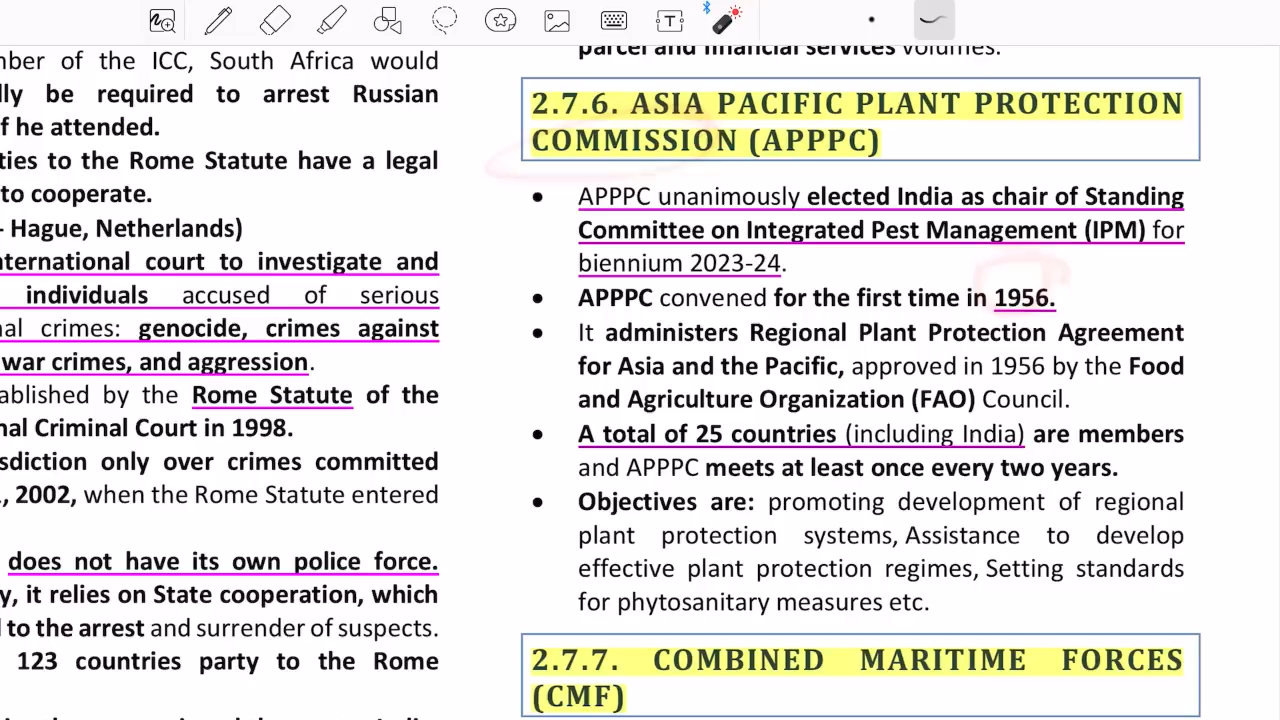 nber of the ICC, South Africa would
lly be required to arrest Russian
f he attended.
ties to the Rome Statute have a legal
to cooperate.
- Hague, Netherlands)
nternational court to investigate and
individuals accused of serious
nal crimes: genocide, crimes against
war crimes, and aggression.
ablished by the Rome Statute of the
nal Criminal Court in 1998.
isdiction only over crimes committed
., 2002, when the Rome Statute entered
does not have its own police force.
y, it relies on State cooperation, which
l to the arrest and surrender of suspects.
123 countries party to the Rome
parcel and financial services volumes.
2.7.6. ASIA PACIFIC PLANT PROTECTION
COMMISSION (APPPC)
• APPPC unanimously elected India as chair of Standing
Committee on Integrated Pest Management (IPM) for
biennium 2023-24.
• APPPC convened for the first time in 1956.
• It administers Regional Plant Protection Agreement
for Asia and the Pacific, approved in 1956 by the Food
and Agriculture Organization (FAO) Council.
• A total of 25 countries (including India) are members
and APPPC meets at least once every two years.
• Objectives are: promoting development of regional
plant protection systems, Assistance to develop
effective plant protection regimes, Setting standards
for phytosanitary measures etc.
2.7.7. COMBINED MARITIME FORCES
(CMF)